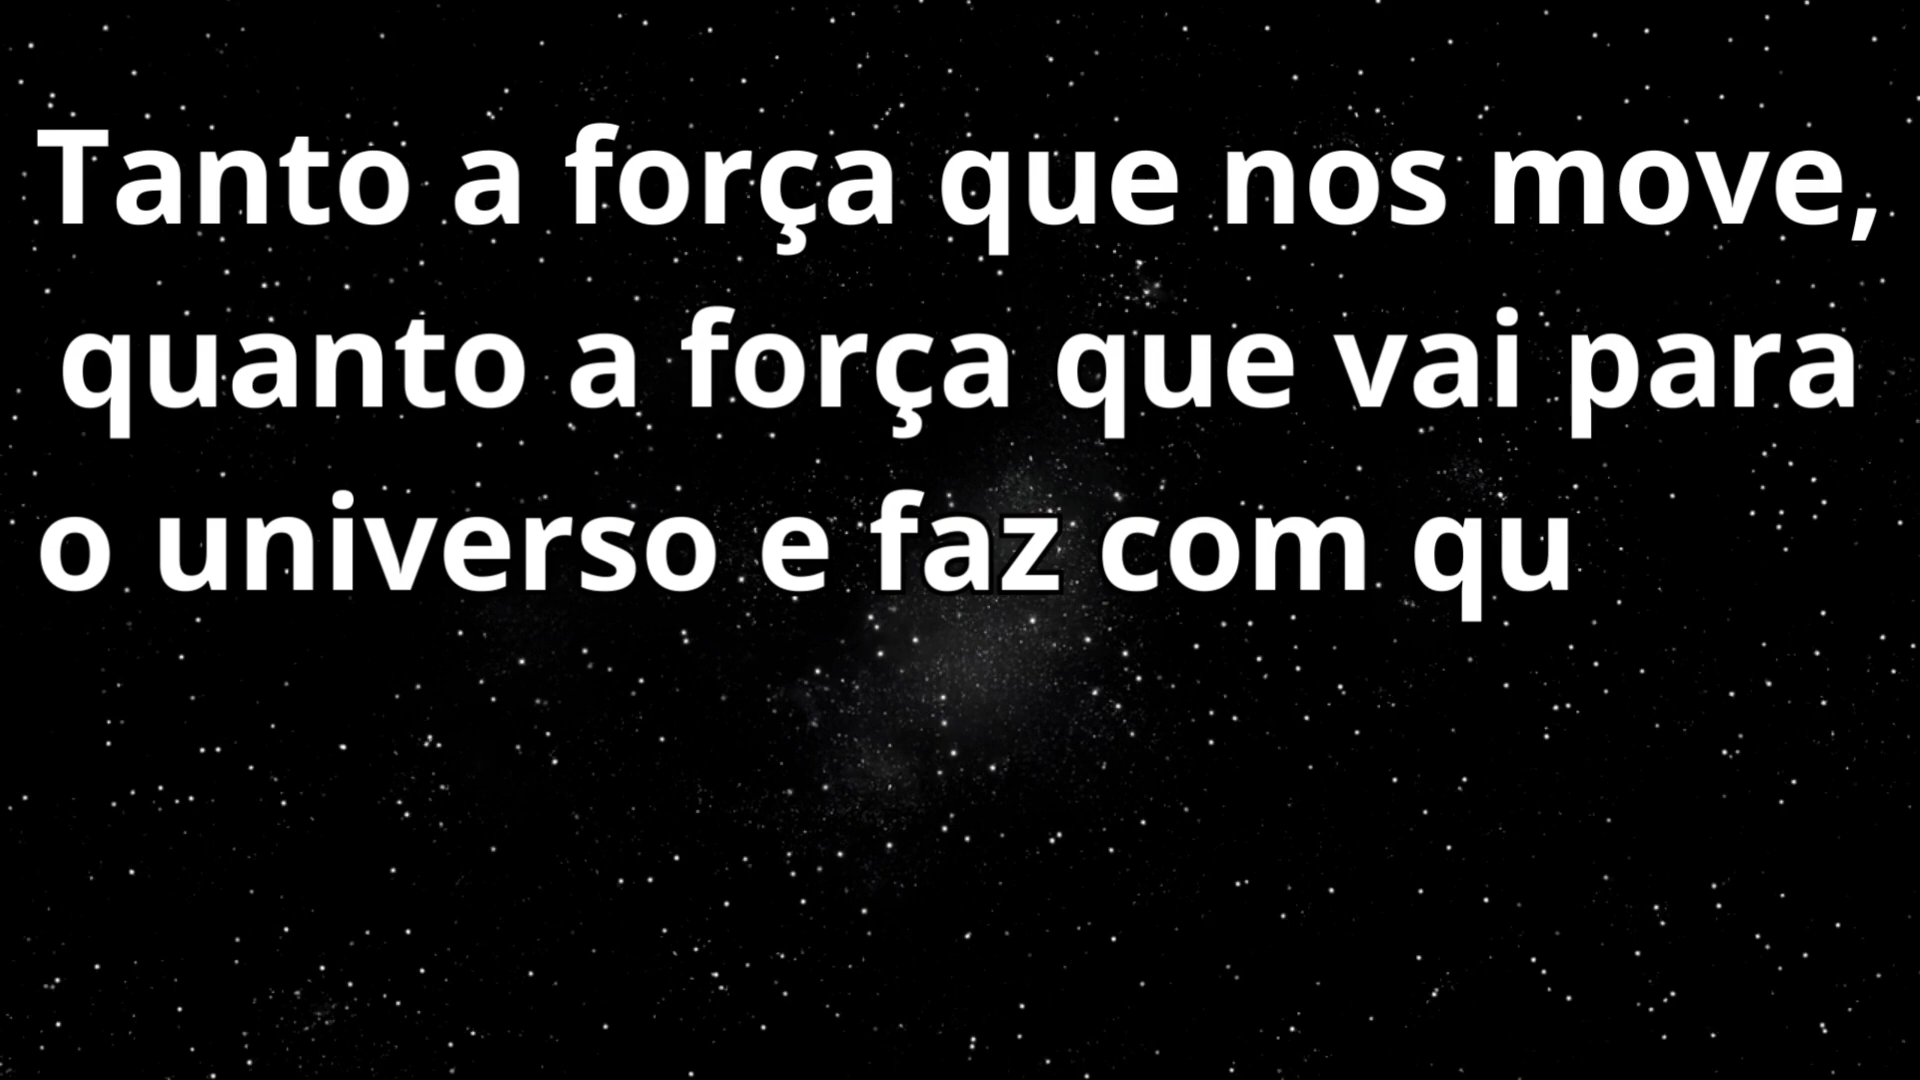 Tanto a força que nos move,
quanto a força que vai para
o universo e faz com qu